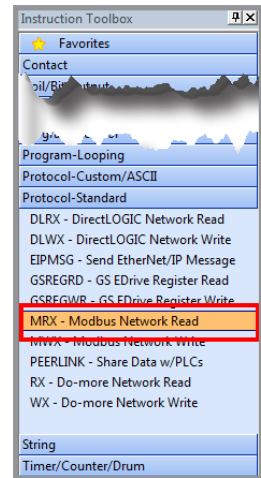 Instruction Toolbox
Favorites
Contact
Program-Looping
Protocol-Custom/ASCII
Protocol-Standard
DLRX - DirectLOGIC Network Read
DLWX - DirectLOGIC Network Write
EIPMSG - Send EtherNet/IP Message
GSREGRD - GS EDrive Register Read
GSREGWR - GS EDrive Register Write
MRX - Modbus Network Read
MWX - Modbus Network Write
PEERLINK - Share Data w/PLCs
RX - Do-more Network Read
WX - Do-more Network Write
String
Timer/Counter/Drum